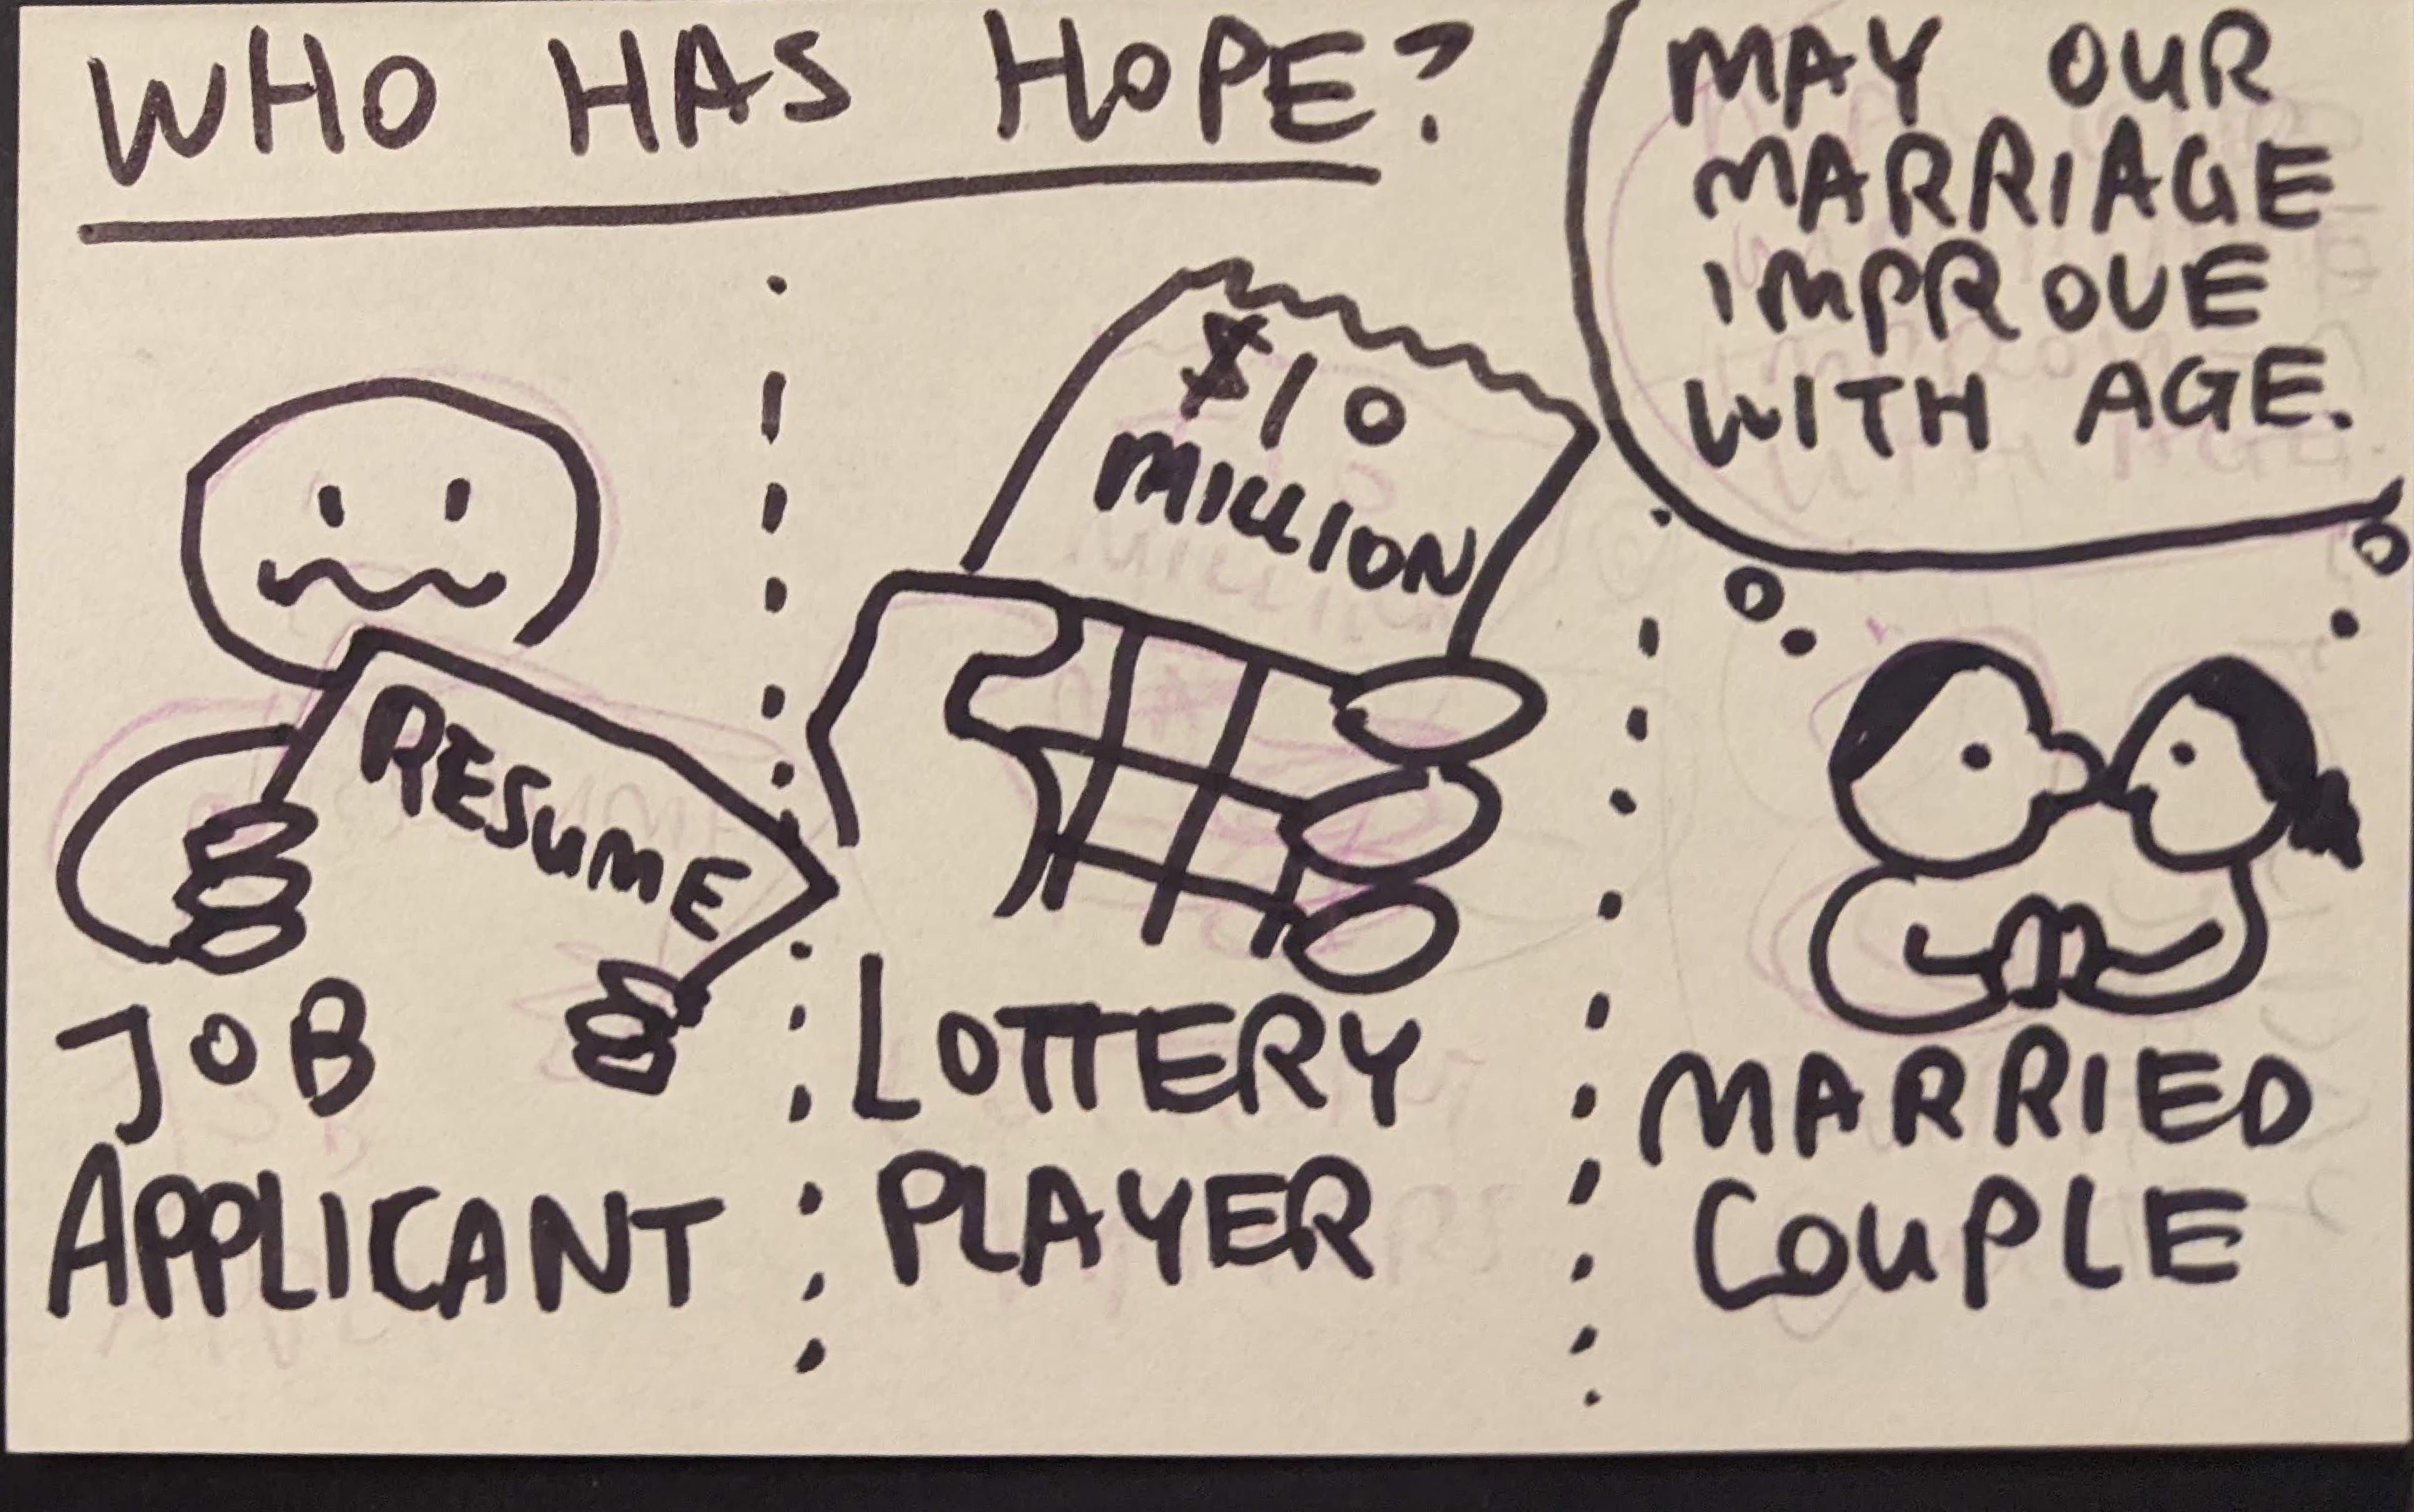 WHO HAS HOPE?
MAY OUR
MARRIAGE
IMPROVE
WITH AGE.
RESUME
JOB
APPLICANT
$10
MILLION
LOTTERY
PLAYER
MARRIED
COUPLE